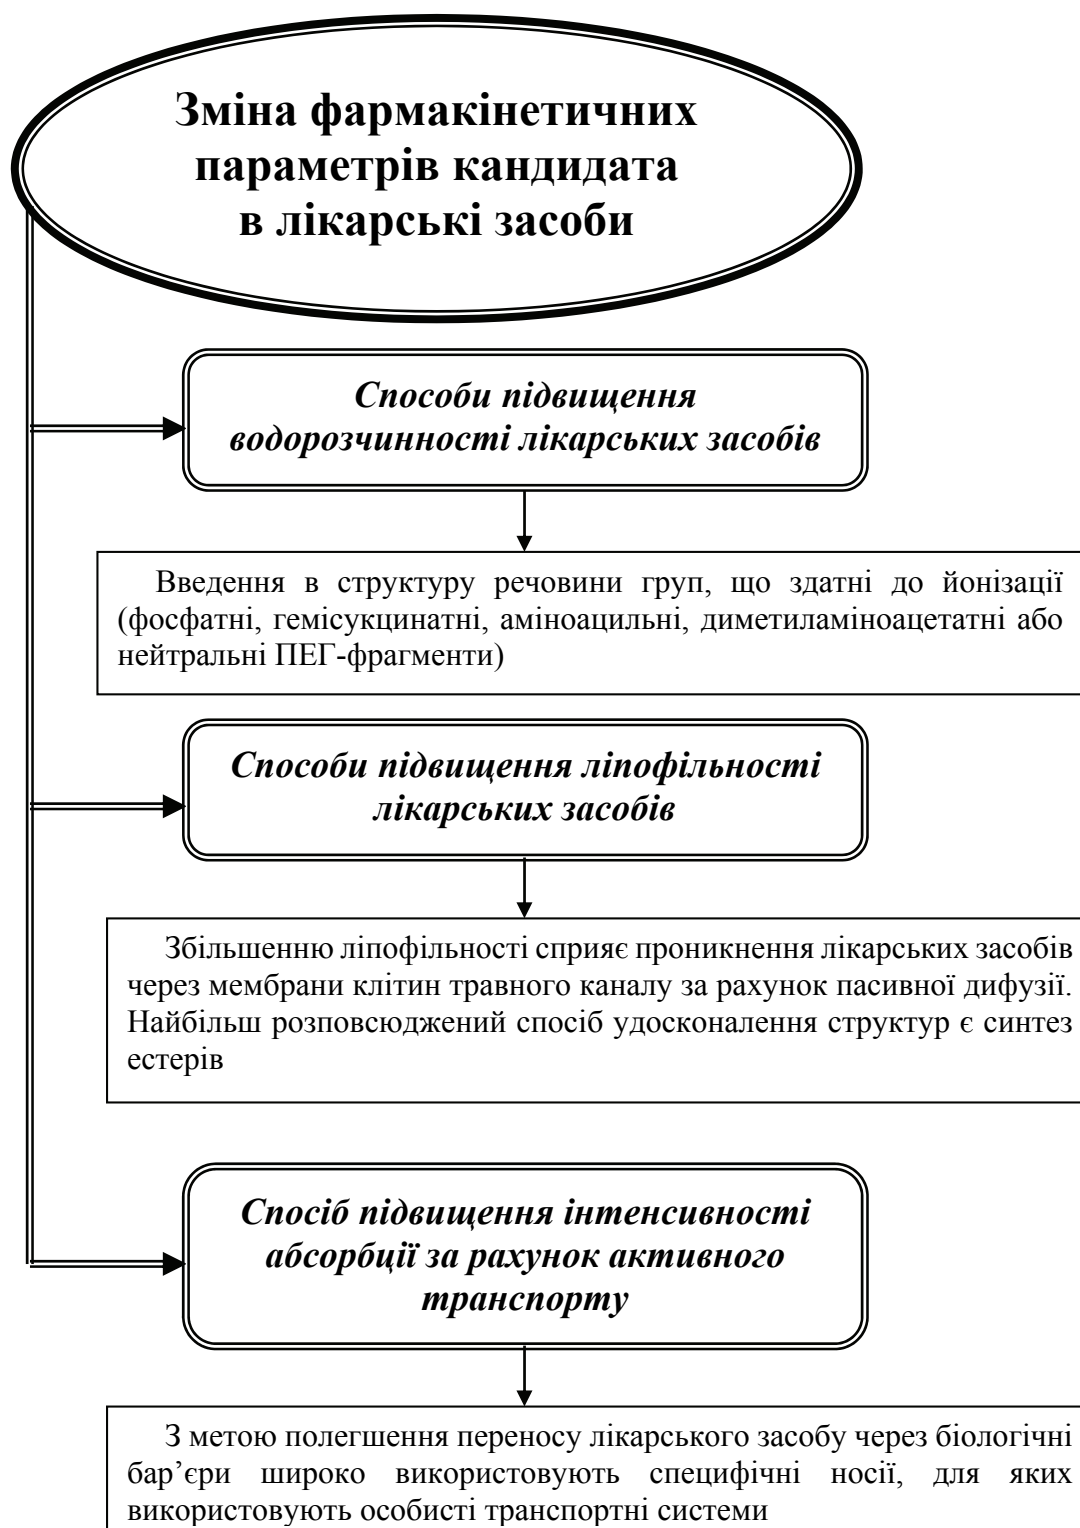 Зміна фармакінетичних
параметрів кандидата
в лікарські засоби
Способи підвищення
водорозчинності лікарських засобів
Введення в структуру речовини груп, що здатні до йонізації
(фосфатні, гемісукцинатні, аміноацильні, диметиламіноацетатні або
нейтральні ПЕГ-фрагменти)
Способи підвищення ліпофільності
лікарських засобів
Збільшенню ліпофільності сприяє проникнення лікарських засобів
через мембрани клітин травного каналу за рахунок пасивної дифузії.
Найбільш розповсюджений спосіб удосконалення структур є синтез
естерів
Спосіб підвищення інтенсивності
абсорбції за рахунок активного
транспорту
З метою полегшення переносу лікарського засобу через біологічні
бар’єри широко використовують специфічні носії, для яких
використовують особисті транспортні системи